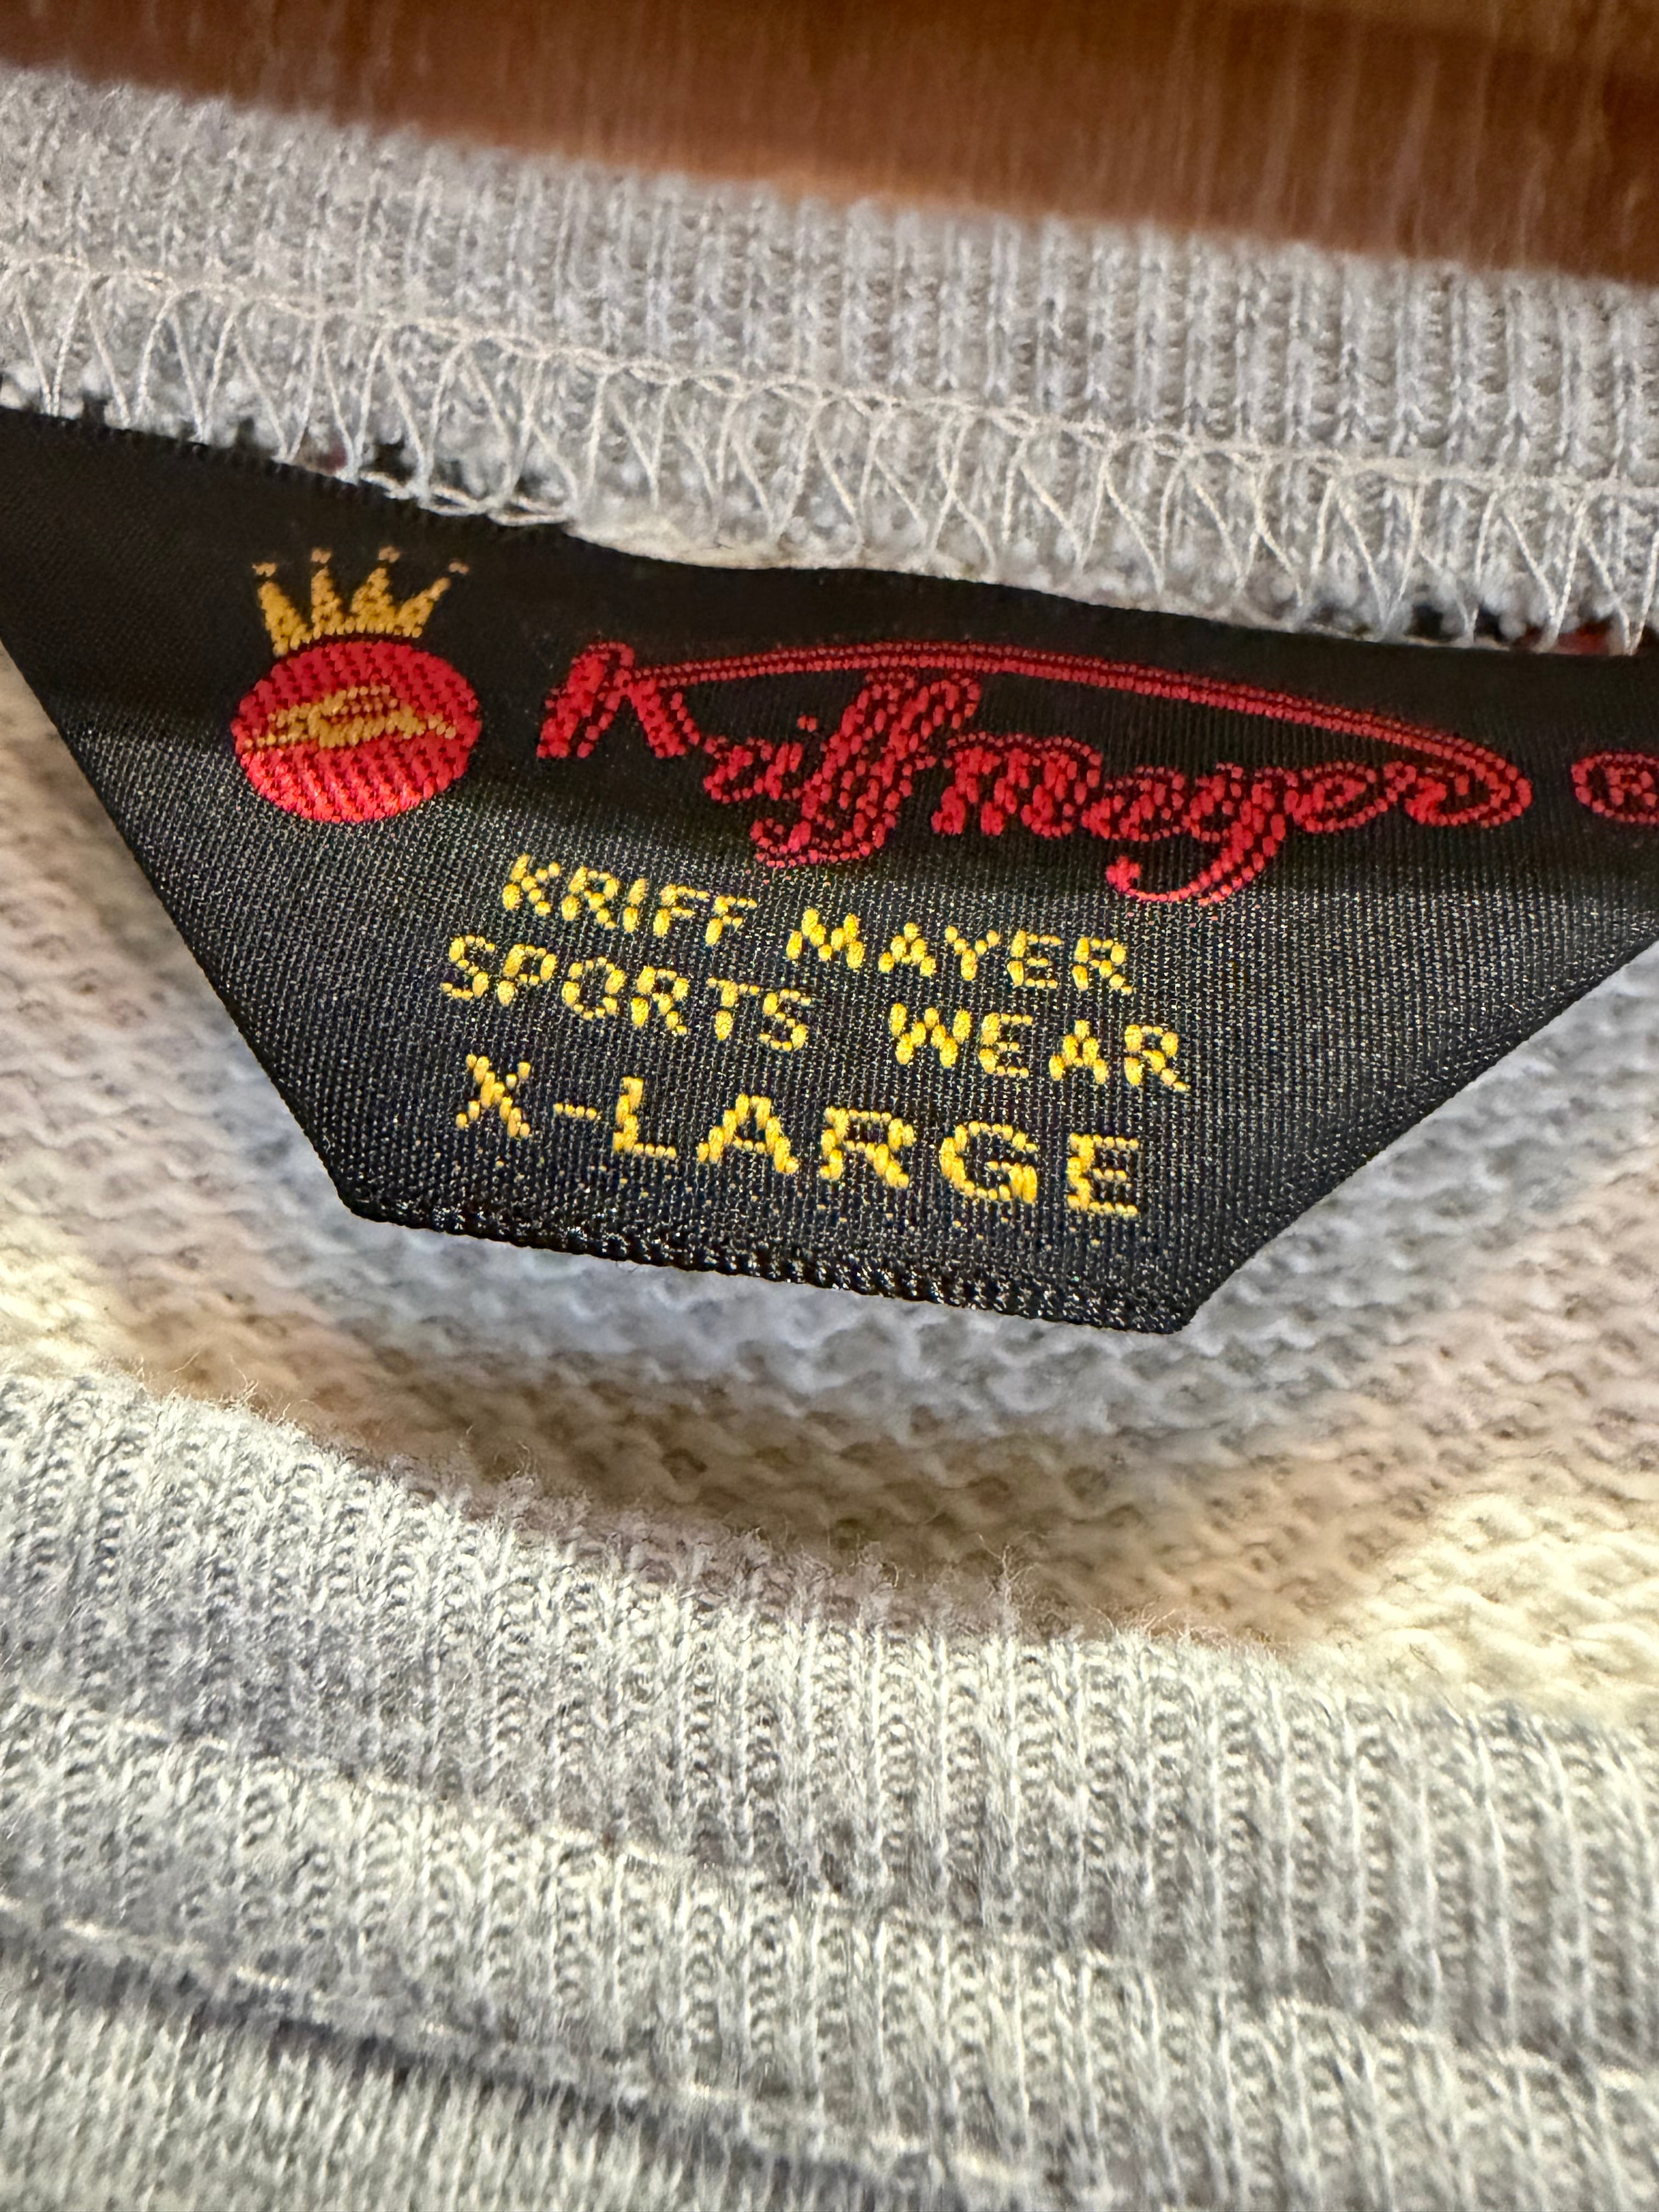 Kriffmayer ®
KRIFF MAYER
SPORTS WEAR
X-LARGE